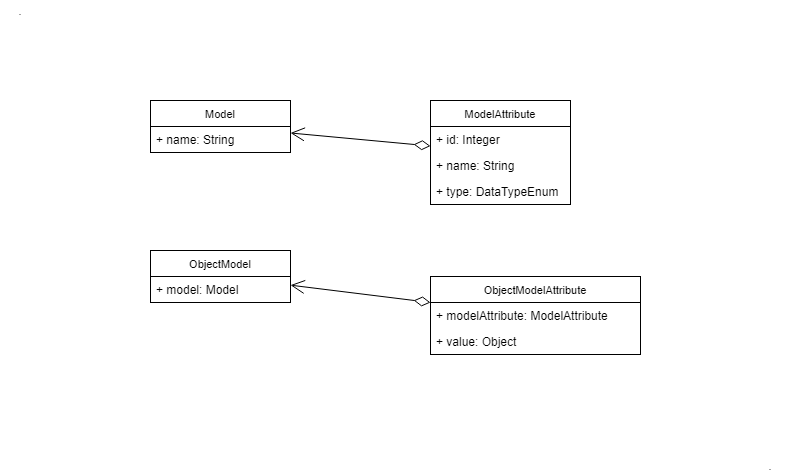 Model
+ name: String
ModelAttribute
+ id: Integer
+ name: String
+ type: DataTypeEnum
ObjectModel
+ model: Model
ObjectModelAttribute
+ modelAttribute: ModelAttribute
+ value: Object